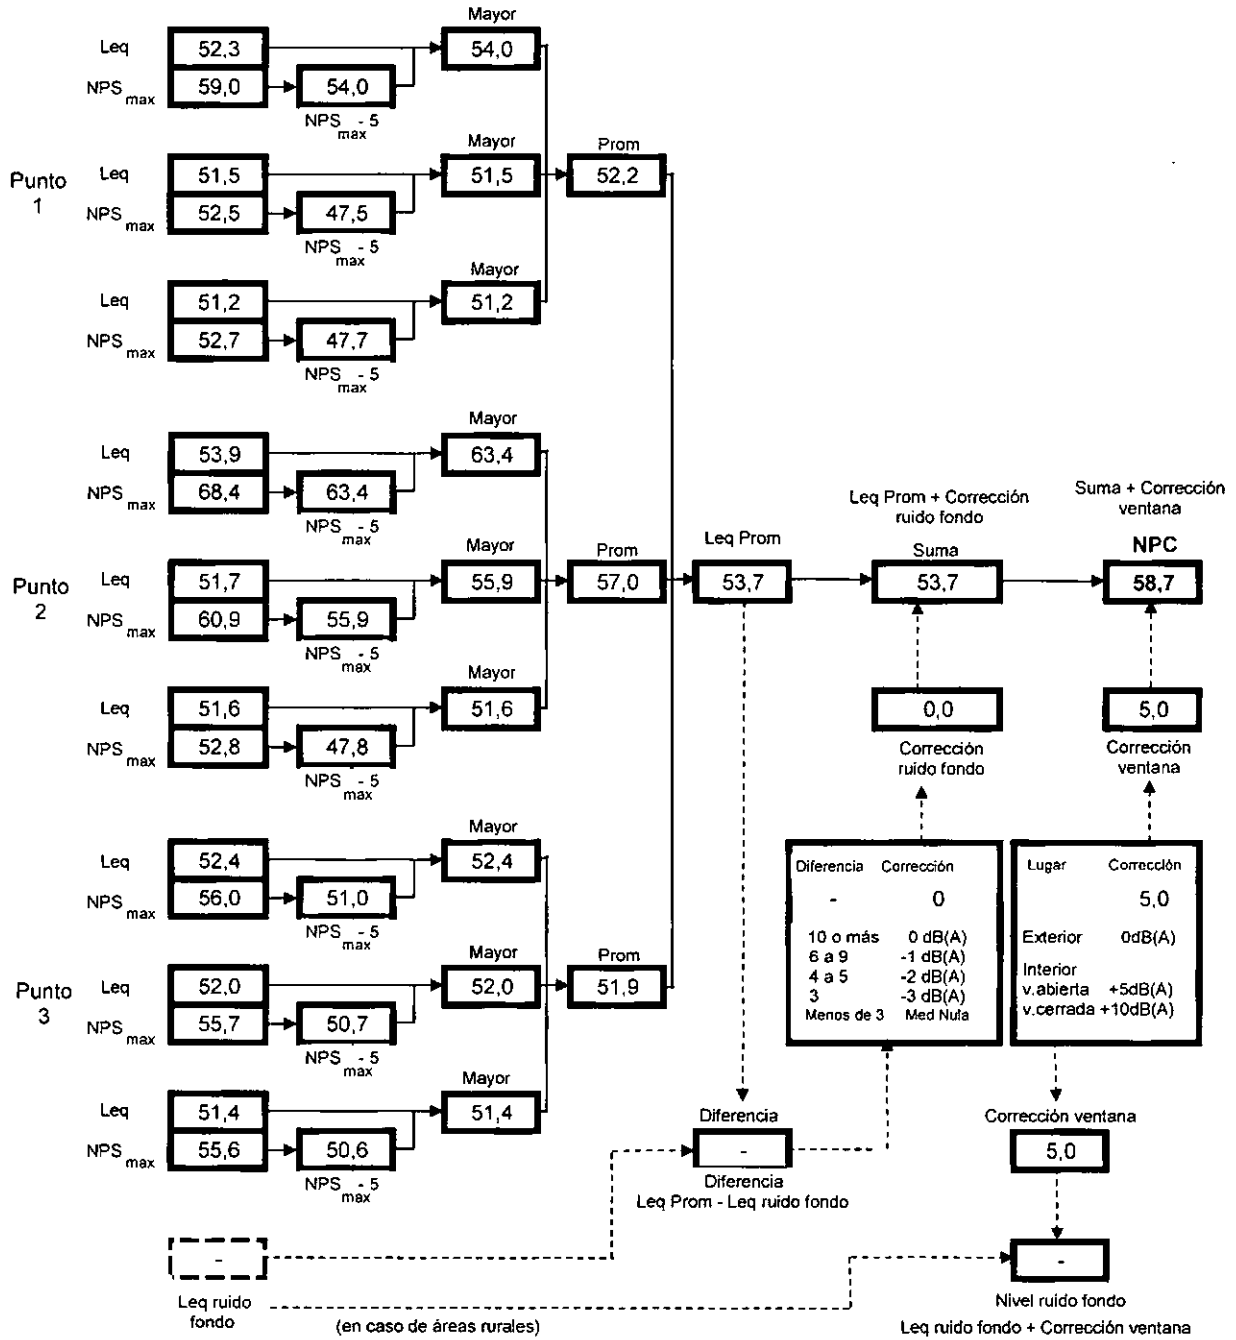 Mayor
Leq 52,3 54,0
NPS max 59,0 54,0
NPS max - 5
Mayor Prom
Punto 1
Leq 51,5 51,5 52,2
NPS max 52,5 47,5
NPS max - 5
Mayor
Leq 51,2 51,2
NPS max 52,7 47,7
NPS max - 5
Mayor
Leq 53,9 63,4
NPS max 68,4 63,4
NPS max - 5
Leq Prom + Corrección
ruido fondo
Suma + Corrección
ventana
Mayor Prom Leq Prom Suma NPC
Punto 2
Leq 51,7 55,9 57,0 53,7 53,7 58,7
NPS max 60,9 55,9
NPS max - 5
Mayor
Leq 51,6 51,6
NPS max 52,8 47,8
NPS max - 5
0,0
Corrección
ruido fondo
5,0
Corrección
ventana
Mayor
Leq 52,4 52,4
NPS max 56,0 51,0
NPS max - 5
Diferencia Corrección
- 0
10 o más 0 dB(A)
6 a 9 -1 dB(A)
4 a 5 -2 dB(A)
3 -3 dB(A)
Menos de 3 Med Nula
Lugar Corrección
5,0
Exterior 0dB(A)
Interior
v.abierta +5dB(A)
v.cerrada +10dB(A)
Mayor Prom
Punto 3
Leq 52,0 52,0 51,9
NPS max 55,7 50,7
NPS max - 5
Mayor
Leq 51,4 51,4
NPS max 55,6 50,6
NPS max - 5
Diferencia
-
Diferencia
Leq Prom - Leq ruido fondo
Corrección ventana
5,0
-
Leq ruido
fondo
(en caso de áreas rurales)
-
Nivel ruido fondo
Leq ruido fondo + Corrección ventana